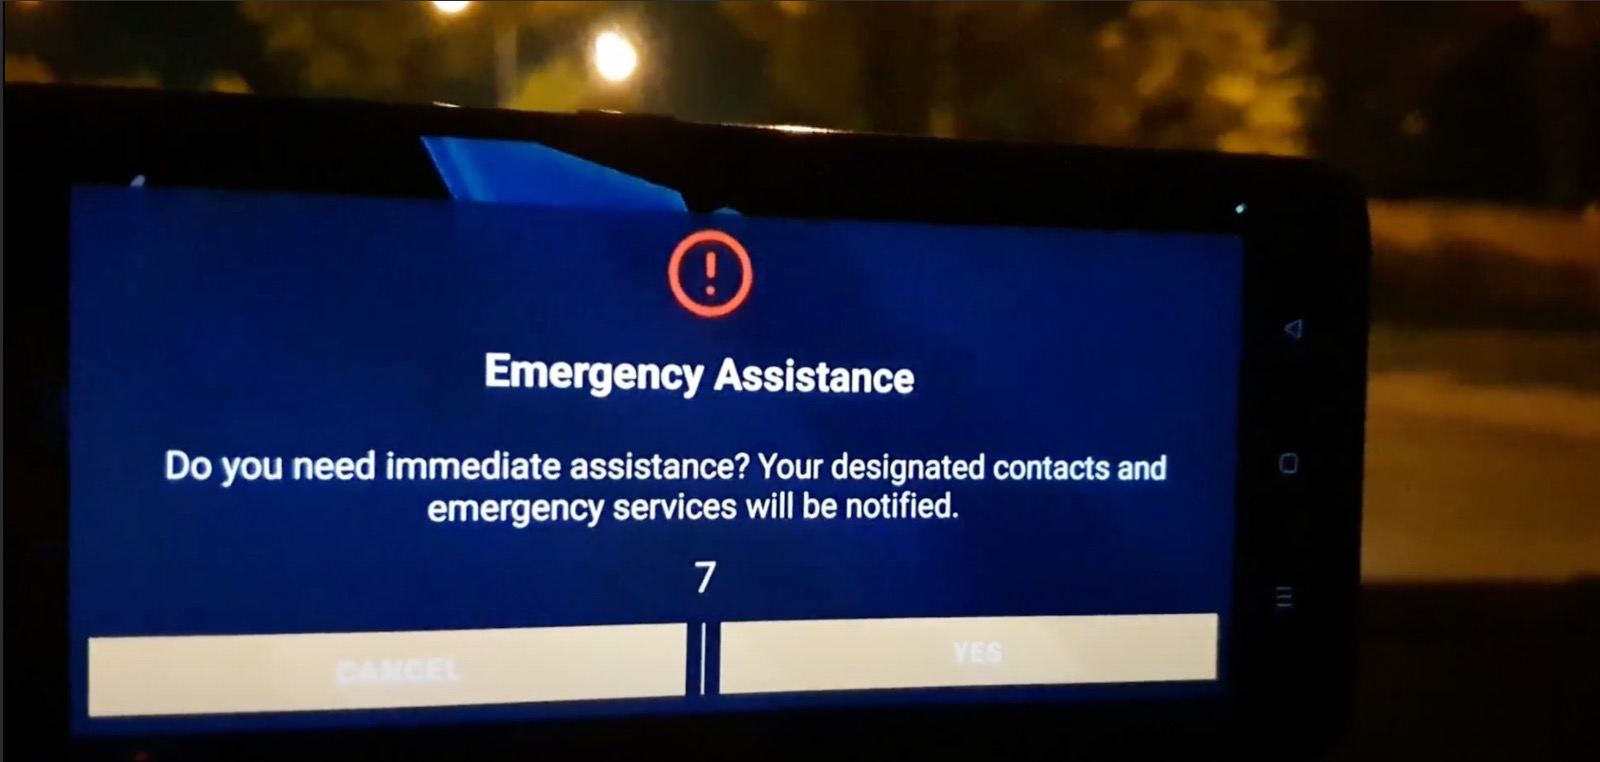 Emergency Assistance
Do you need immediate assistance? Your designated contacts and
emergency services will be notified.
7
CANCEL
YES